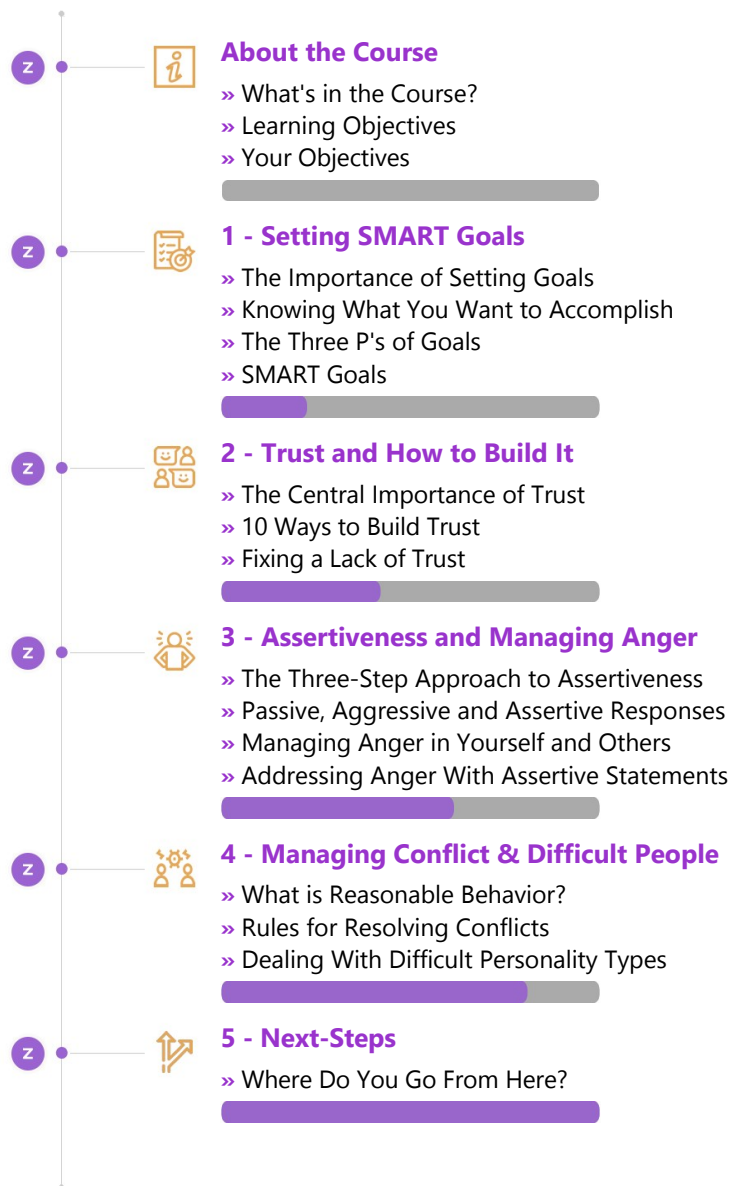 Z
About the Course
» What's in the Course?
» Learning Objectives
» Your Objectives
Z
1 - Setting SMART Goals
» The Importance of Setting Goals
» Knowing What You Want to Accomplish
» The Three P's of Goals
» SMART Goals
Z
2 - Trust and How to Build It
» The Central Importance of Trust
» 10 Ways to Build Trust
» Fixing a Lack of Trust
Z
3 - Assertiveness and Managing Anger
» The Three-Step Approach to Assertiveness
» Passive, Aggressive and Assertive Responses
» Managing Anger in Yourself and Others
» Addressing Anger With Assertive Statements
Z
4 - Managing Conflict & Difficult People
» What is Reasonable Behavior?
» Rules for Resolving Conflicts
» Dealing With Difficult Personality Types
Z
5 - Next-Steps
» Where Do You Go From Here?